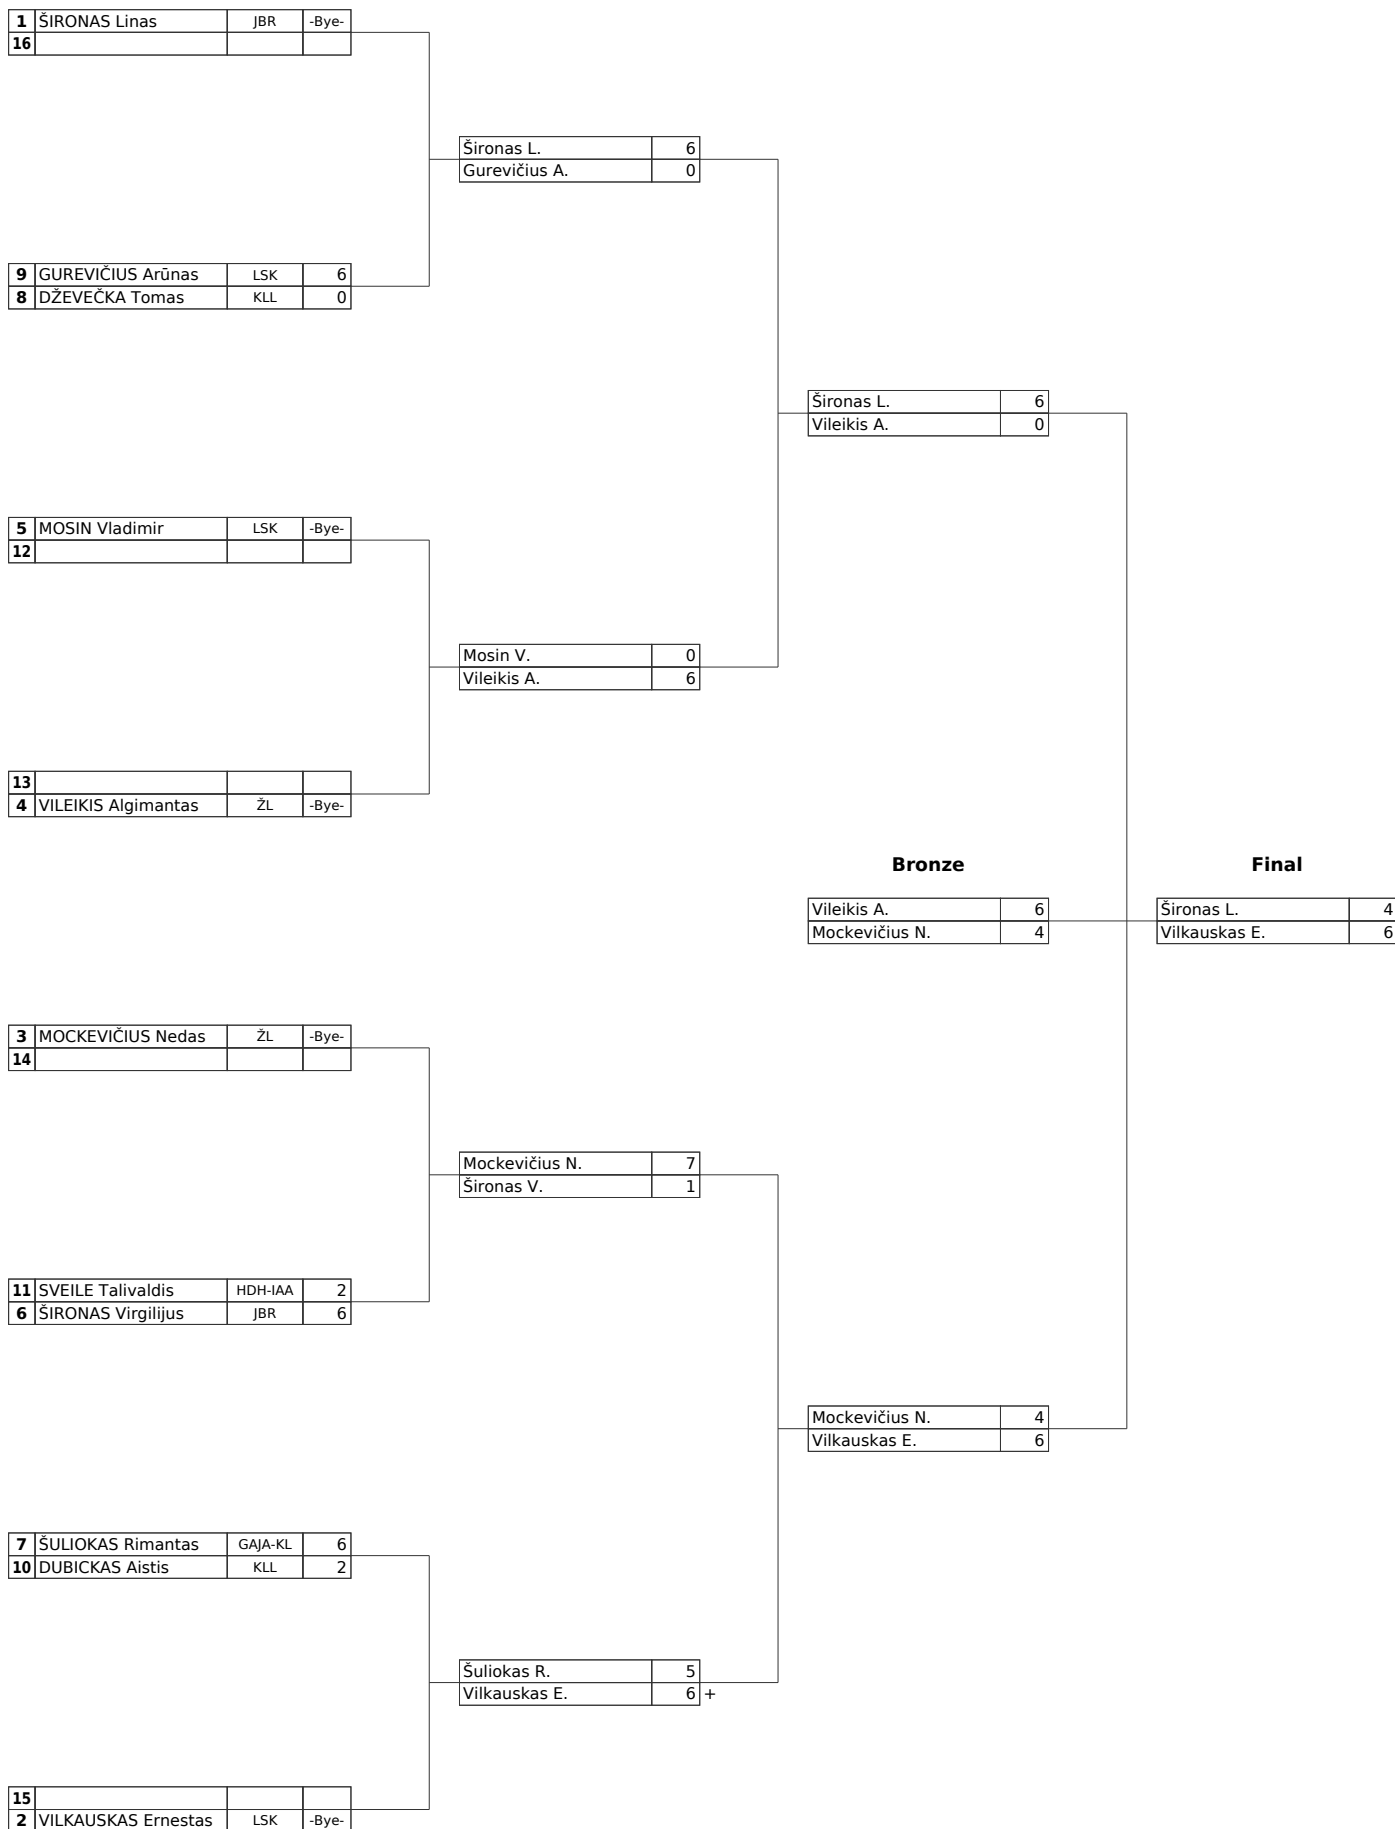 1 ŠIRONAS Linas JBR -Bye-
16
Šironas L. 6
Gurevičius A. 0
9 GUREVIČIUS Arūnas LSK 6
8 DŽEVEČKA Tomas KLL 0
Šironas L. 6
Vileikis A. 0
5 MOSIN Vladimir LSK -Bye-
12
Mosin V. 0
Vileikis A. 6
13
4 VILEIKIS Algimantas ŽL -Bye-
Bronze Final
Vileikis A. 6 Šironas L. 4
Mockevičius N. 4 Vilkauskas E. 6
3 MOCKEVIČIUS Nedas ŽL -Bye-
14
Mockevičius N. 7
Šironas V. 1
11 SVEILE Talivaldis HDH-IAA 2
6 ŠIRONAS Virgilijus JBR 6
Mockevičius N. 4
Vilkauskas E. 6
7 ŠULIOKAS Rimantas GAJA-KL 6
10 DUBICKAS Aistis KLL 2
Šuliokas R. 5
Vilkauskas E. 6 +
15
2 VILKAUSKAS Ernestas LSK -Bye-